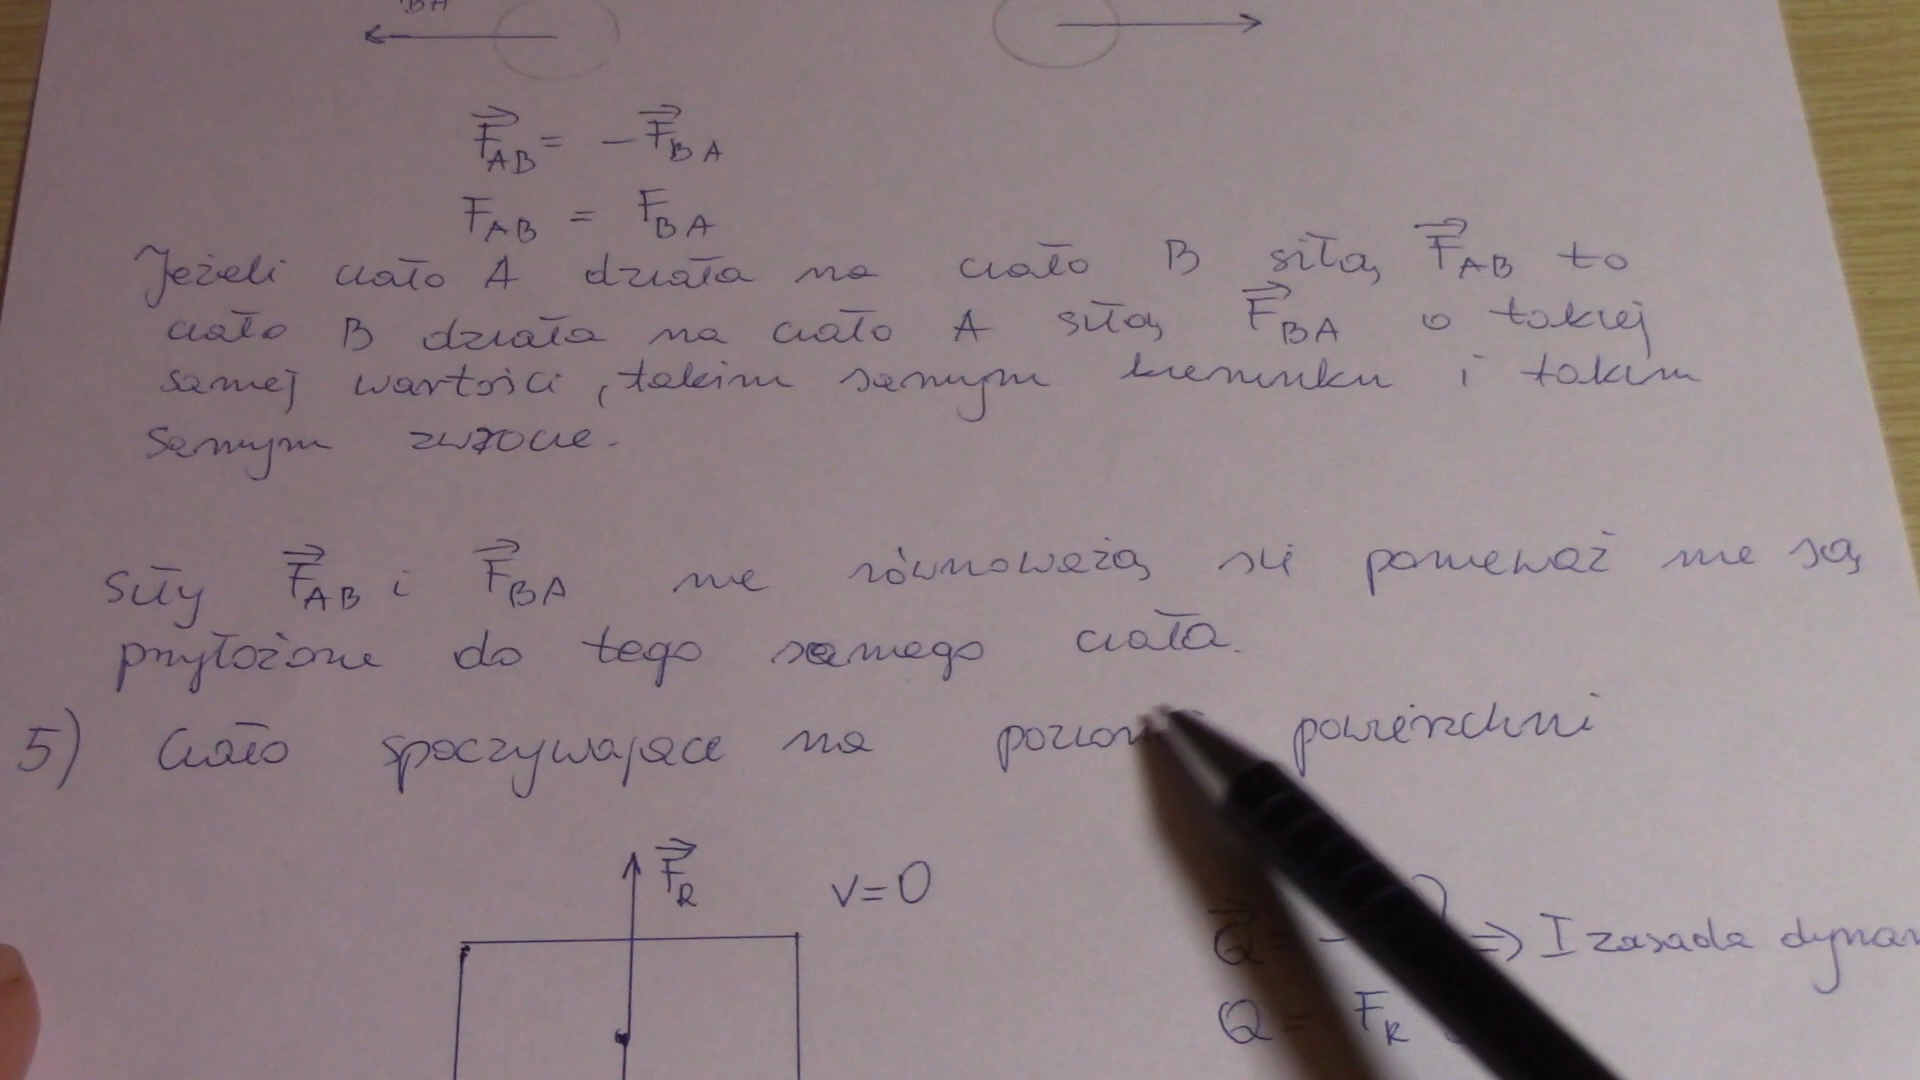 BA
F⃗AB = -F⃗BA
FAB = FBA
Jeżeli ciało A działa na ciało B siłą F⃗AB to
ciało B działa na ciało A siłą F⃗BA o takiej
samej wartości, takim samym kierunku i takim
samym zwrocie.
Siły F⃗AB i F⃗BA nie równoważą się ponieważ nie są
przyłożone do tego samego ciała.
5) Ciało spoczywające na powierzchni
F⃗R
v=0
Q⃗ = - => I zasada
Q = FR